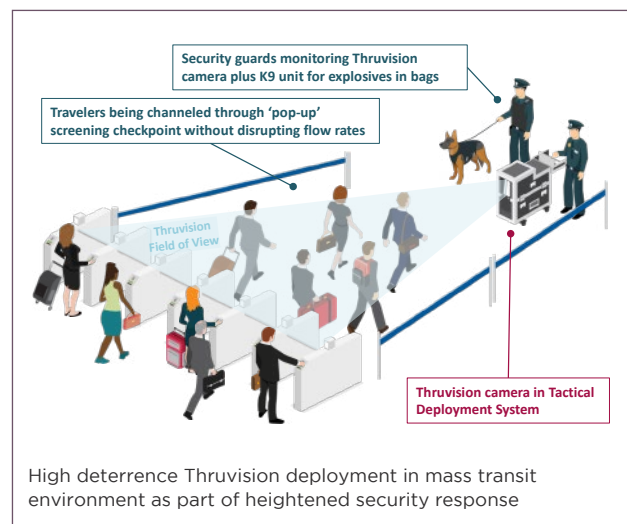 Security guards monitoring Thruvision
camera plus K9 unit for explosives in bags
Travelers being channeled through ‘pop-up’
screening checkpoint without disrupting flow rates
Thruvision
Field of View
Thruvision camera in Tactical
Deployment System
High deterrence Thruvision deployment in mass transit
environment as part of heightened security response